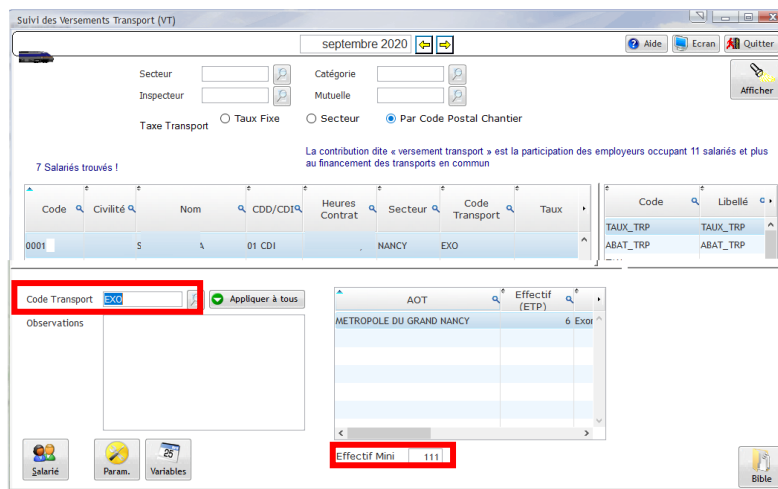 Suivi des Versements Transport (VT)
septembre 2020
Aide Ecran Quitter
Secteur Catégorie
Afficher
Inspecteur Mutuelle
Taxe Transport Taux Fixe Secteur Par Code Postal Chantier
La contribution dite « versement transport » est la participation des employeurs occupant 11 salariés et plus
au financement des transports en commun
7 Salariés trouvés !
Code Civilité Nom CDD/CDI Heures Contrat Secteur Code Transport Taux Code Libellé
TAUX_TRP TAUX_TRP
0001 S 01 CDI NANCY EXO ABAT_TRP ABAT_TRP
Code Transport EXO Appliquer à tous
AOT Effectif (ETP)
Observations
METROPOLE DU GRAND NANCY 6 Exor
Effectif Mini 111
Salarié Param. 25 Variables Bible